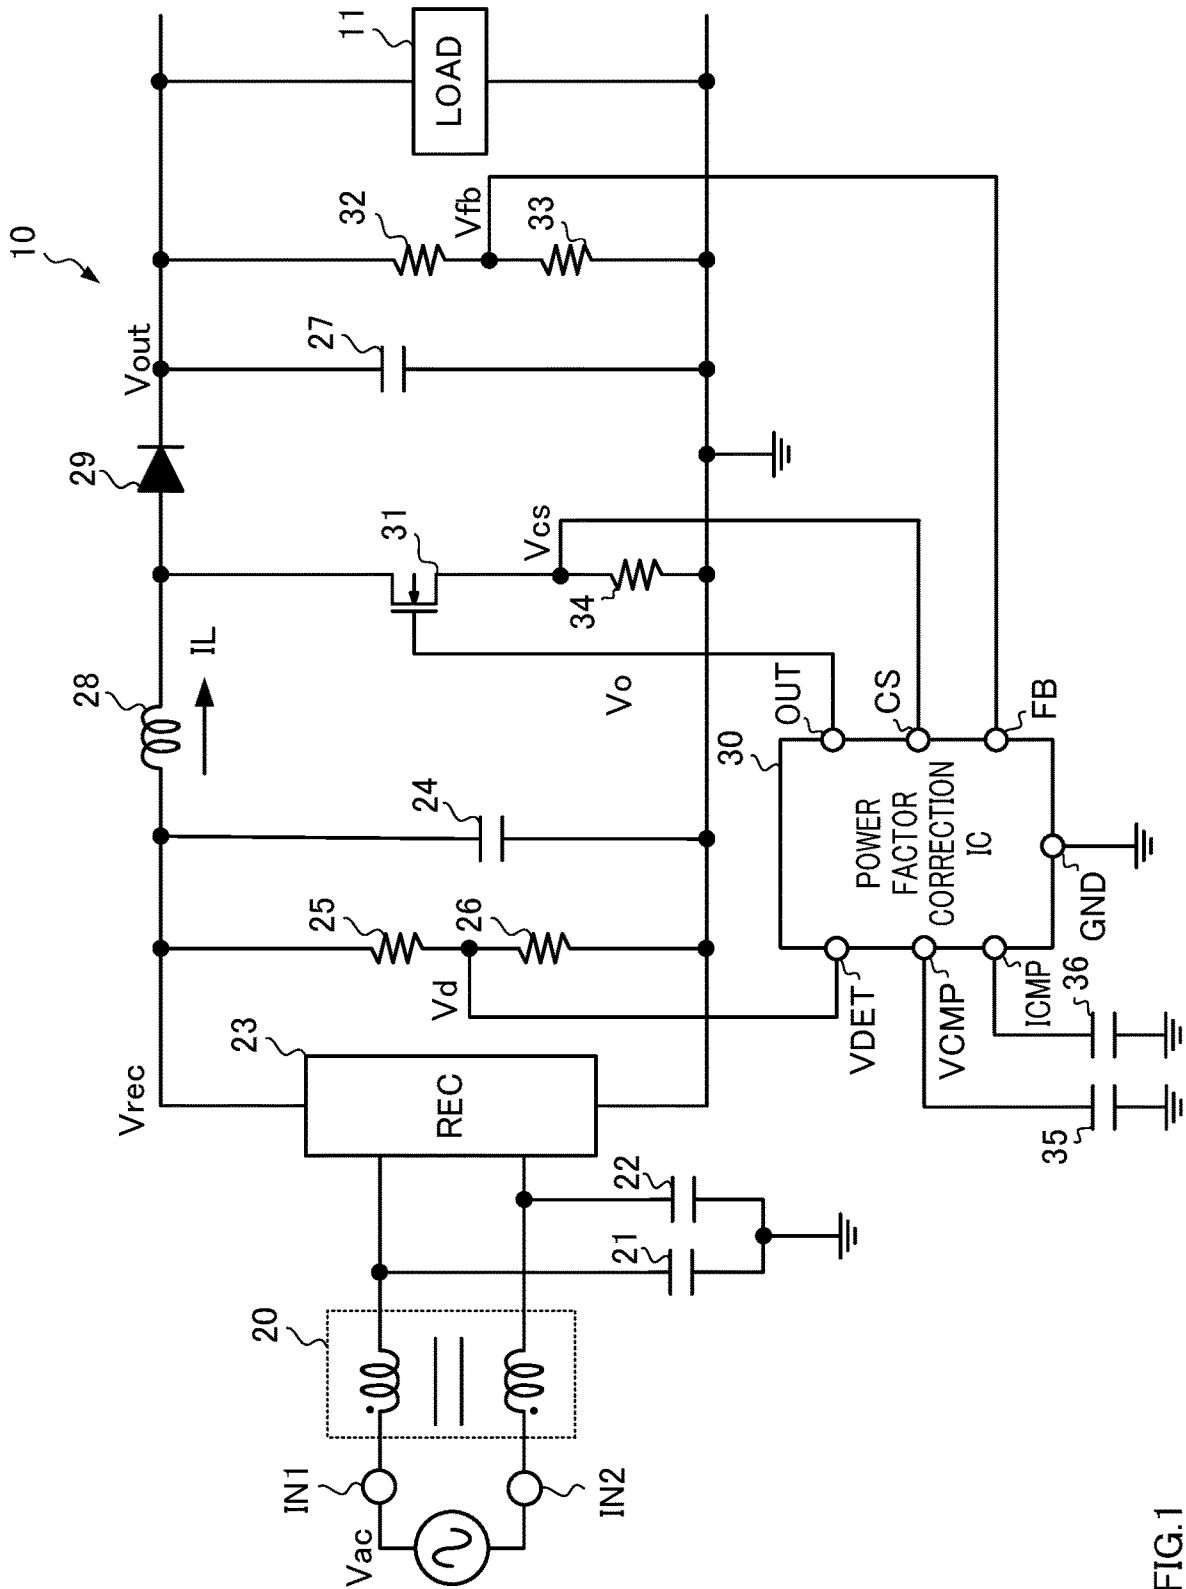 10
Vrec
28
IL
29
Vout
32
Vfb
33
11
LOAD
27
31
Vcs
34
24
25
26
Vd
23
REC
Vo
20
21
22
IN1
IN2
Vac
30
POWER
FACTOR
CORRECTION
IC
OUT
CS
FB
VDET
VCMP
ICMP
GND
35
36
FIG.1